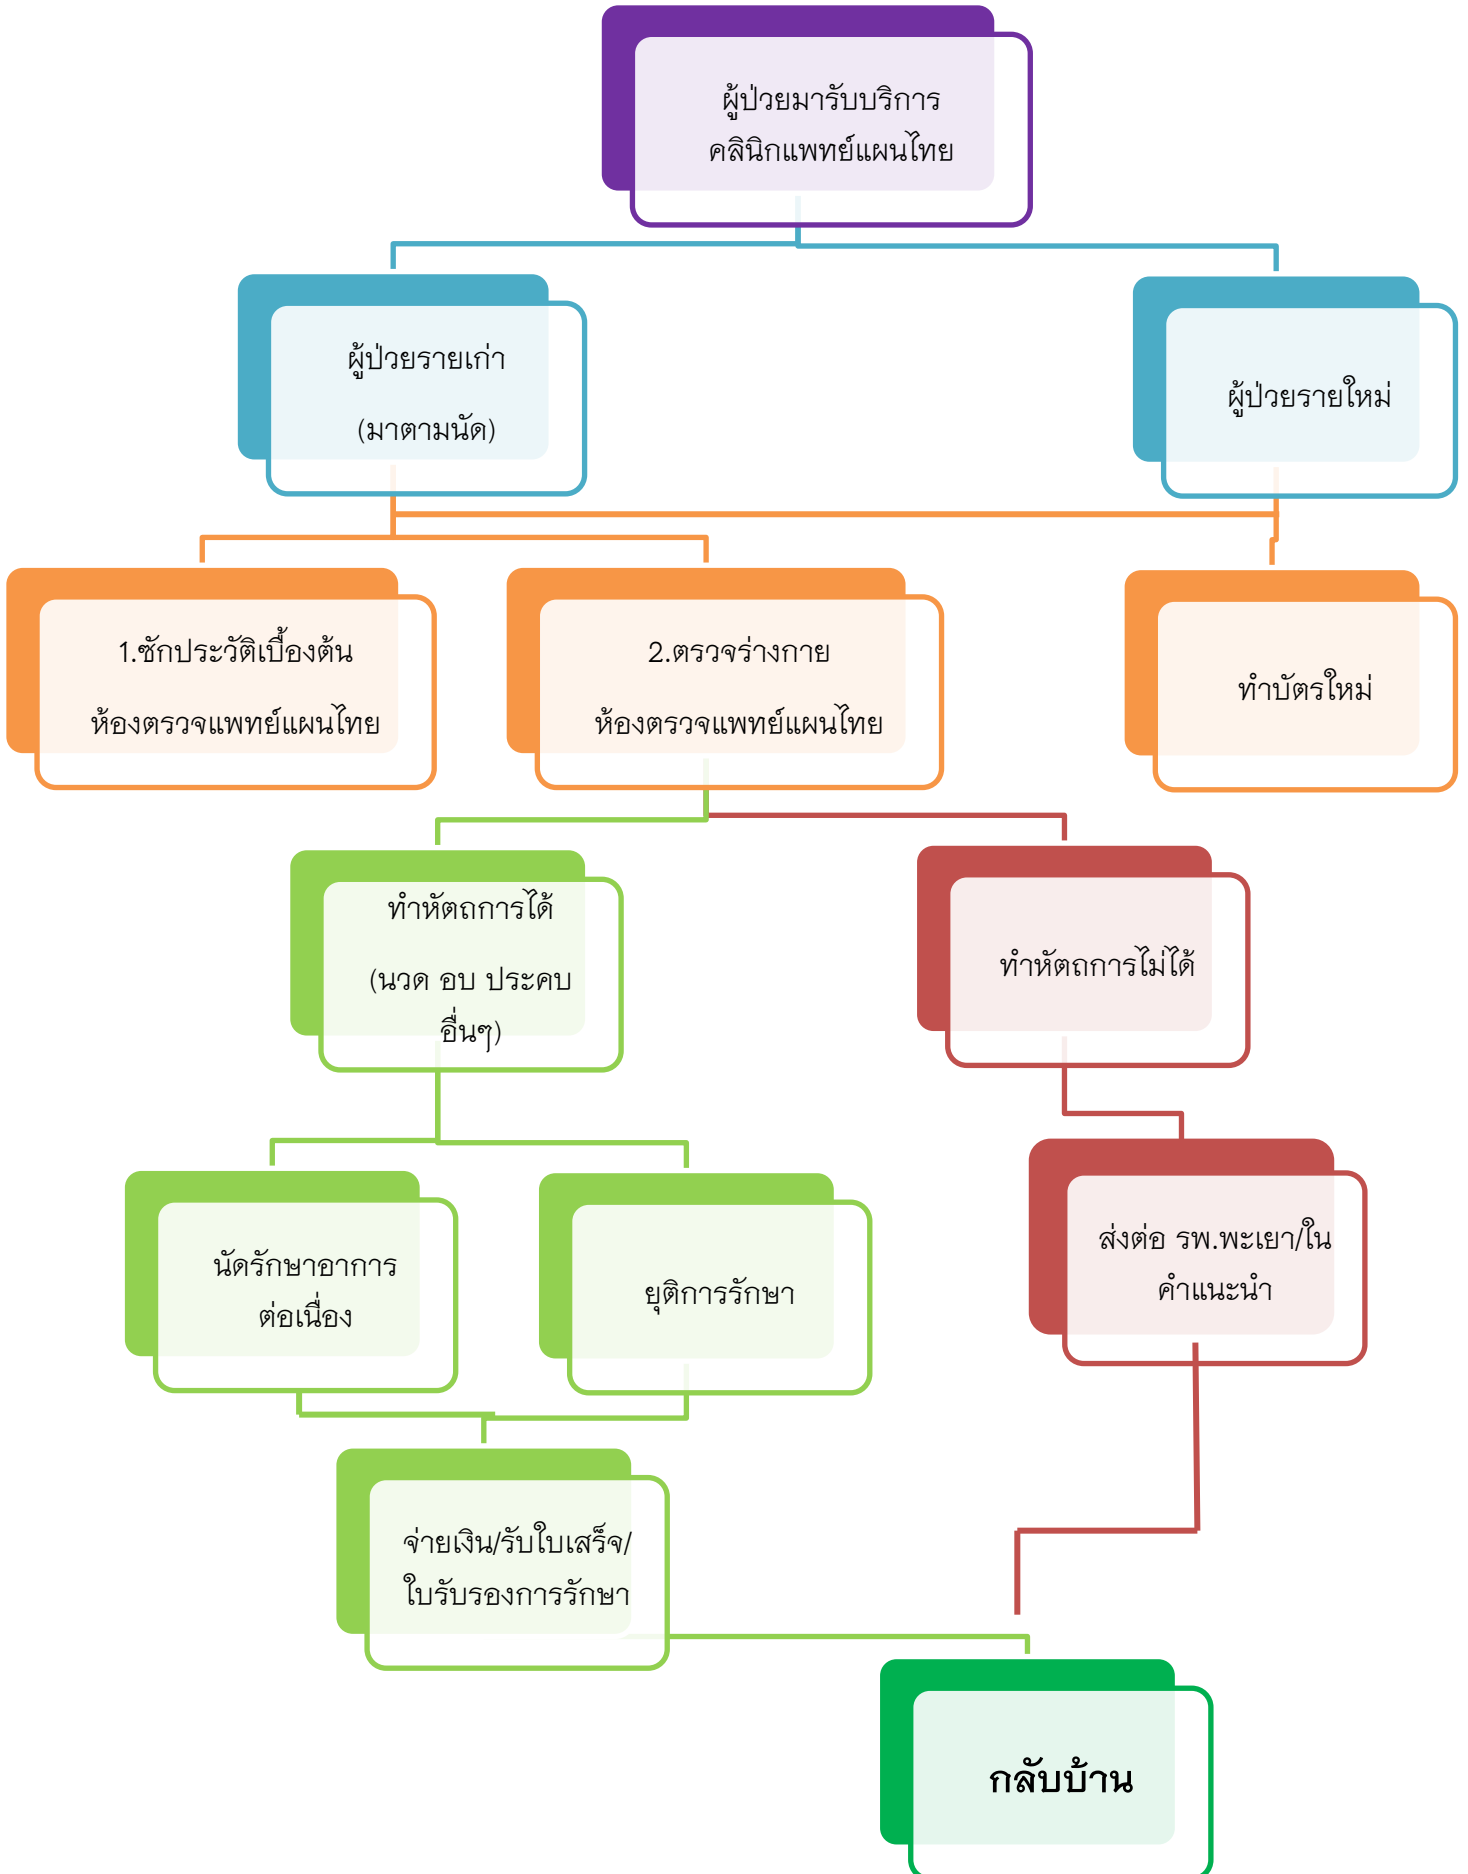 ผู้ป่วยมารับบริการ
คลินิกแพทย์แผนไทย
ผู้ป่วยรายเก่า
(มาตามนัด)
ผู้ป่วยรายใหม่
1.ซักประวัติเบื้องต้น
ห้องตรวจแพทย์แผนไทย
2.ตรวจร่างกาย
ห้องตรวจแพทย์แผนไทย
ทำบัตรใหม่
ทำหัตถการได้
(นวด อบ ประคบ
อื่นๆ)
ทำหัตถการไม่ได้
นัดรักษาอาการ
ต่อเนื่อง
ยุติการรักษา
ส่งต่อ รพ.พะเยา/ใน
คำแนะนำ
จ่ายเงิน/รับใบเสร็จ/
ใบรับรองการรักษา
กลับบ้าน